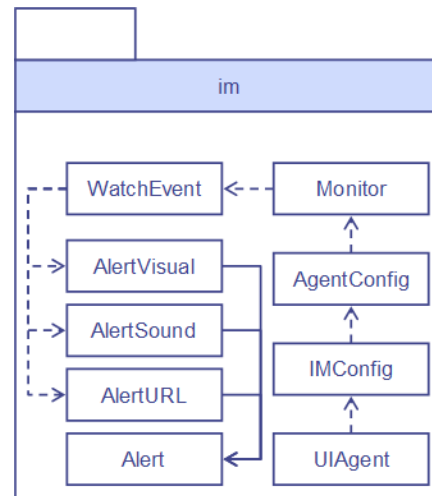 im
WatchEvent
Monitor
AlertVisual
AgentConfig
AlertSound
IMConfig
AlertURL
Alert
UIAgent